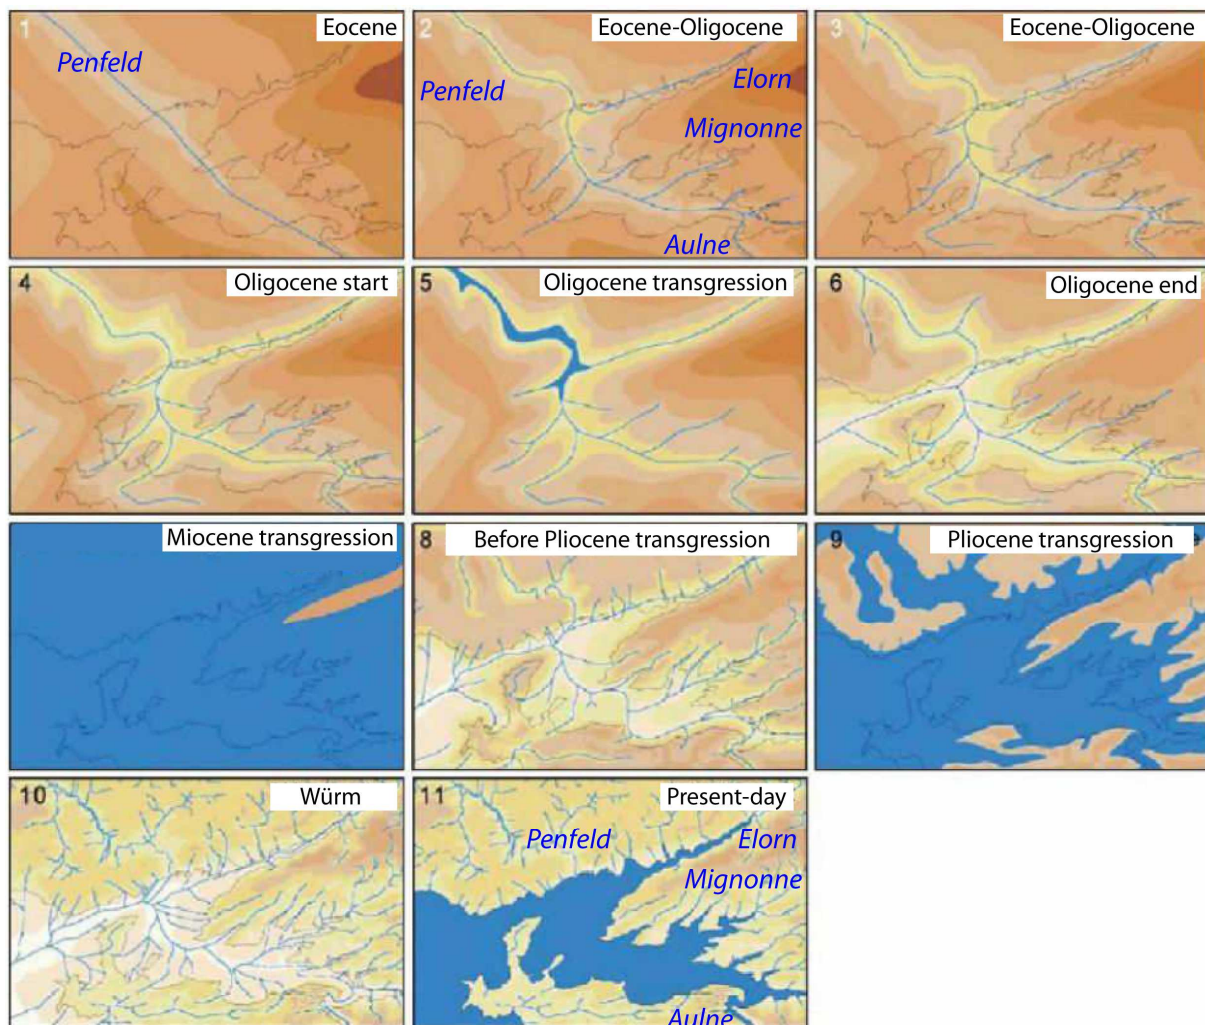 1
Eocene
Penfeld
2
Eocene-Oligocene
Penfeld
Elorn
Mignonne
Aulne
3
Eocene-Oligocene
4
Oligocene start
5
Oligocene transgression
6
Oligocene end
Miocene transgression
8
Before Pliocene transgression
9
Pliocene transgression
10
Würm
11
Present-day
Penfeld
Elorn
Mignonne
Aulne